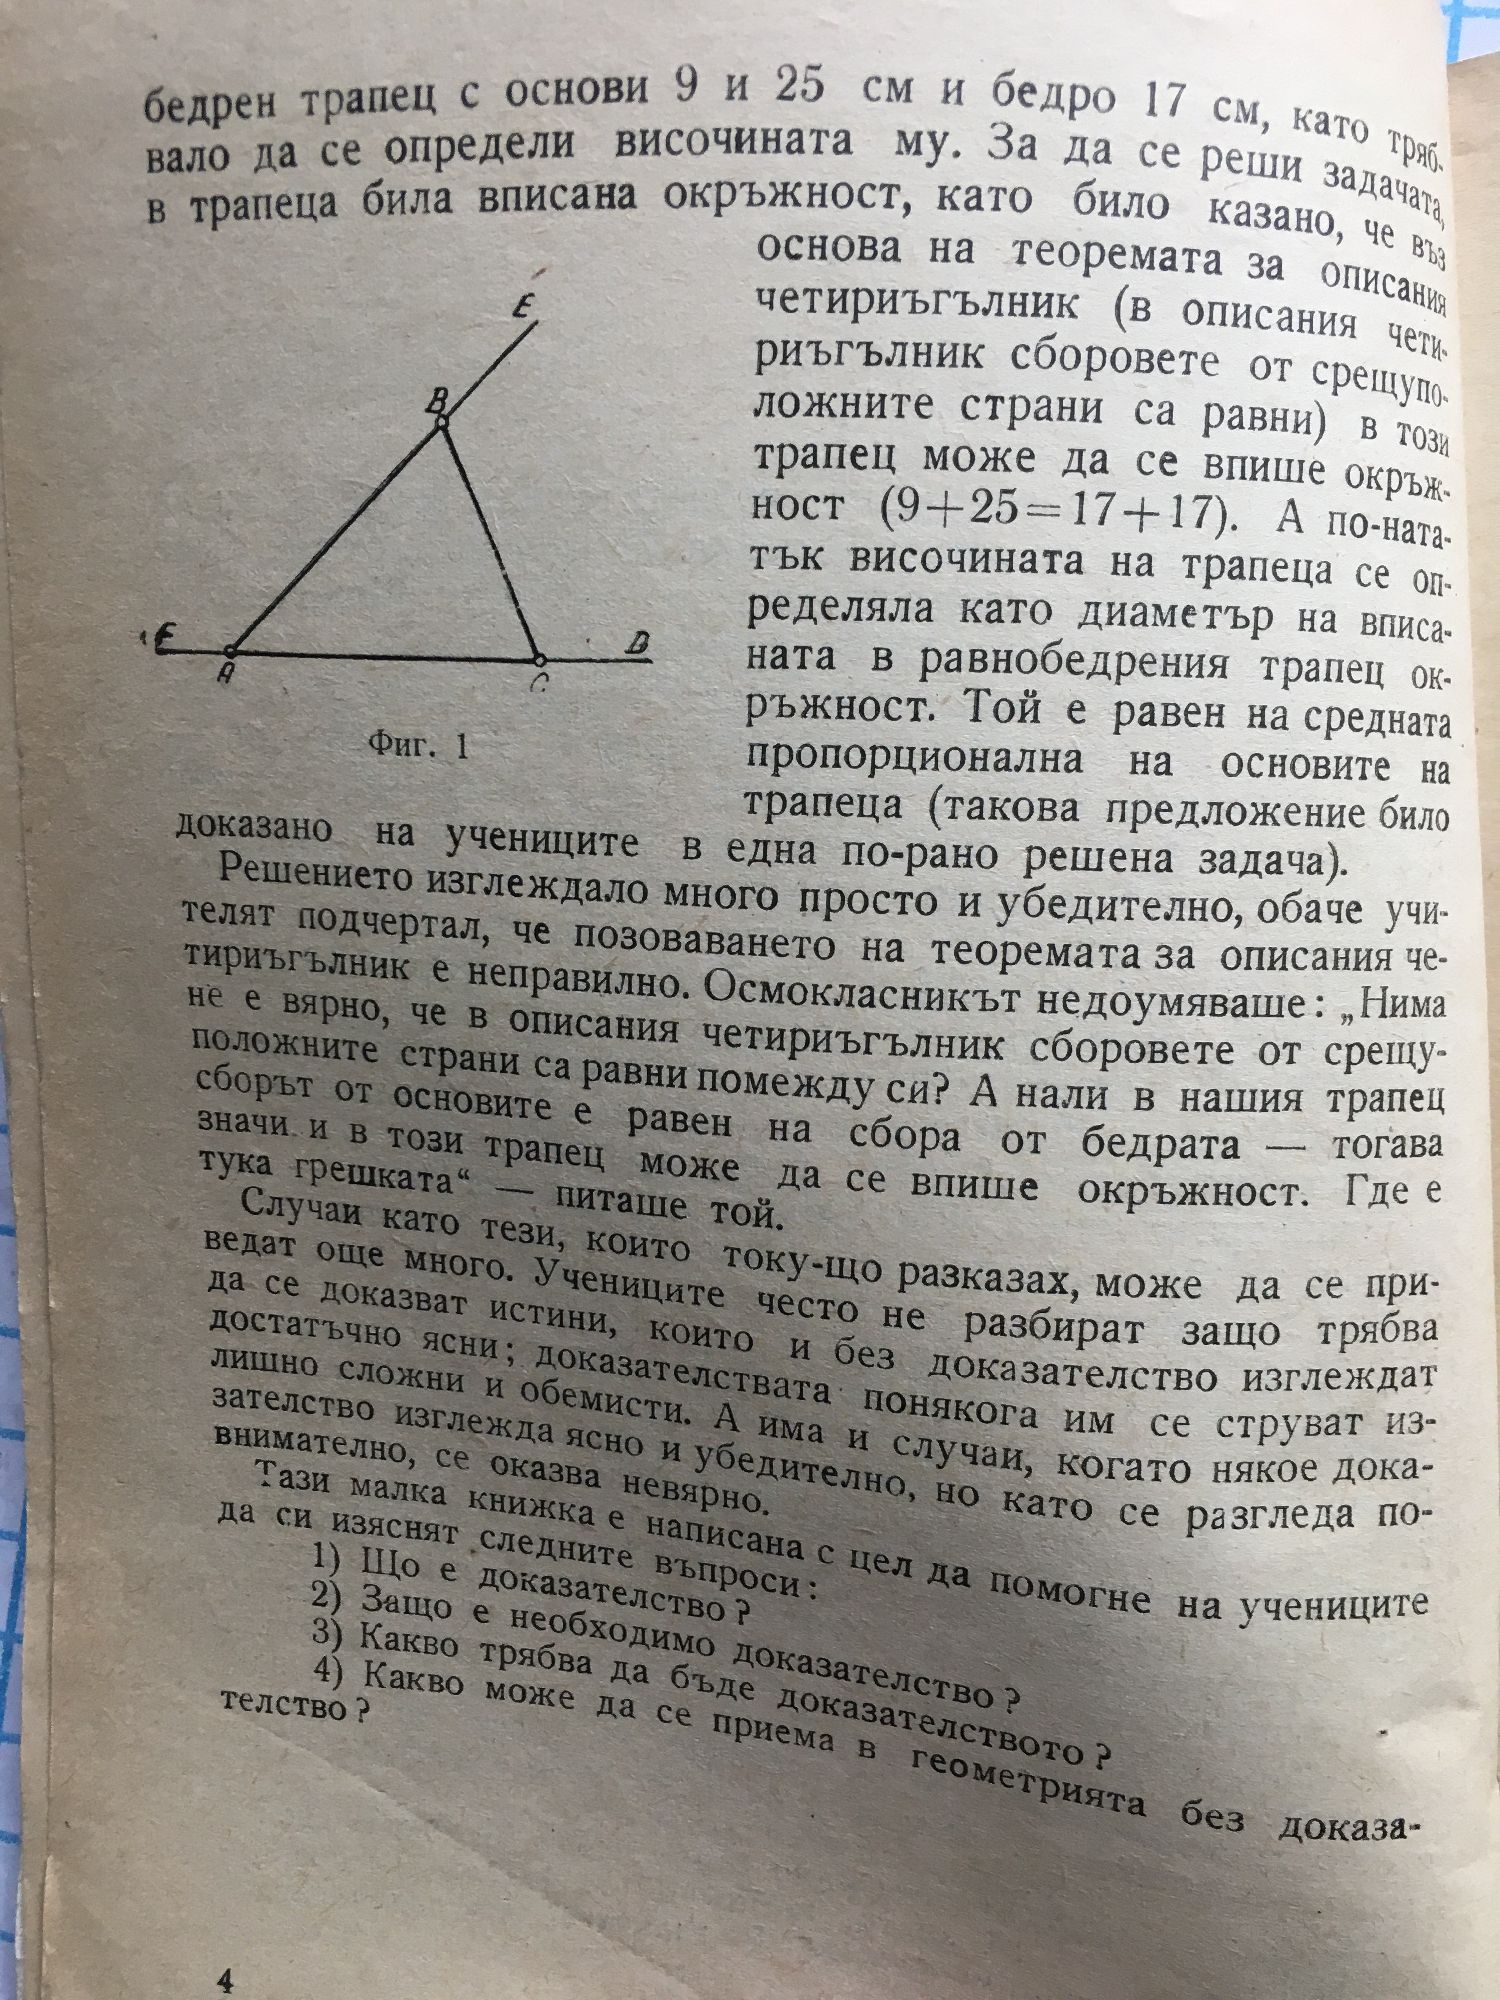 бедрен трапец с основи 9 и 25 см и бедро 17 см, като тряб-
вало да се определи височината му. За да се реши задачата,
в трапеца била вписана окръжност, като било казано, че въз
основа на теоремата за описания
четириъгълник (в описания чети-
риъгълник сборовете от срещупо-
ложните страни са равни) в този
трапец може да се впише окръж-
ност (9+25=17+17). А по-ната-
тък височината на трапеца се оп-
ределяла като диаметър на вписа-
ната в равнобедрения трапец ок-
ръжност. Той е равен на средната
пропорционална на основите на
трапеца (такова предложение било
E
B
F
A
C
D
Фиг. 1
доказано на учениците в една по-рано решена задача).
Решението изглеждало много просто и убедително, обаче учи-
телят подчертал, че позоваването на теоремата за описания че-
тириъгълник е неправилно. Осмокласникът недоумяваше: „Нима
не е вярно, че в описания четириъгълник сборовете от срещу-
положните страни са равни помежду си? А нали в нашия трапец
сборът от основите е равен на сбора от бедрата — тогава
значи и в този трапец може да се впише окръжност. Где е
тука грешката“ — питаше той.
Случаи като тези, които току-що разказах, може да се при-
ведат още много. Учениците често не разбират защо трябва
да се доказват истини, които и без доказателство изглеждат
достатъчно ясни; доказателствата понякога им се струват из-
лишно сложни и обемисти. А има и случаи, когато някое дока-
зателство изглежда ясно и убедително, но като се разгледа по-
внимателно, се оказва невярно.
Тази малка книжка е написана с цел да помогне на учениците
да си изяснят следните въпроси:
1) Що е доказателство?
2) Защо е необходимо доказателство?
3) Какво трябва да бъде доказателството?
4) Какво може да се приема в геометрията без доказа-
телство?
4